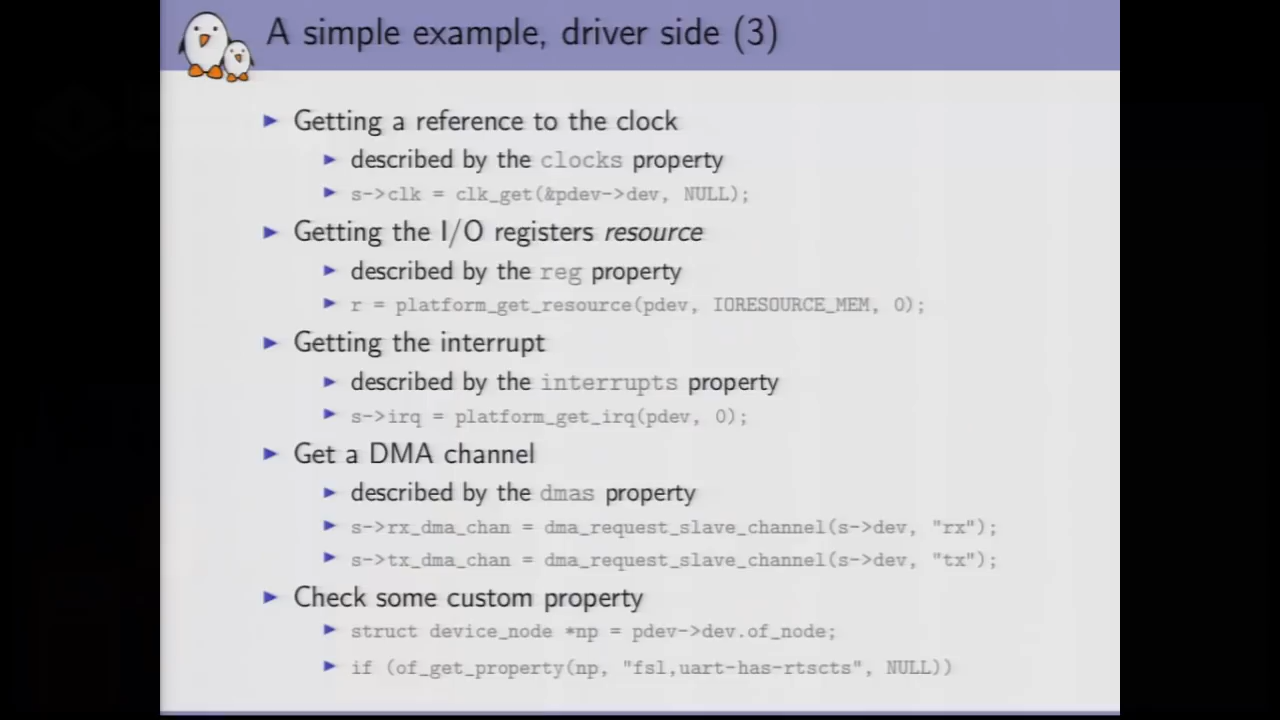 A simple example, driver side (3)
Getting a reference to the clock
described by the clocks property
s->clk = clk_get(&pdev->dev, NULL);
Getting the I/O registers resource
described by the reg property
r = platform_get_resource(pdev, IORESOURCE_MEM, 0);
Getting the interrupt
described by the interrupts property
s->irq = platform_get_irq(pdev, 0);
Get a DMA channel
described by the dmas property
s->rx_dma_chan = dma_request_slave_channel(s->dev, "rx");
s->tx_dma_chan = dma_request_slave_channel(s->dev, "tx");
Check some custom property
struct device_node *np = pdev->dev.of_node;
if (of_get_property(np, "fsl,uart-has-rtscts", NULL))